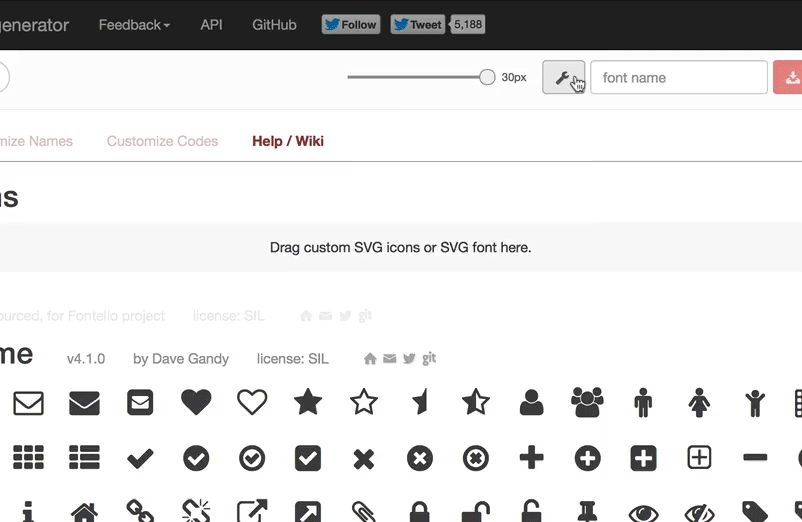 generator Feedback API GitHub Follow Tweet 5,188
30px font name
mize Names Customize Codes Help / Wiki
ns
Drag custom SVG icons or SVG font here.
ourced, for Fontello project license: SIL git
me v4.1.0 by Dave Gandy license: SIL git